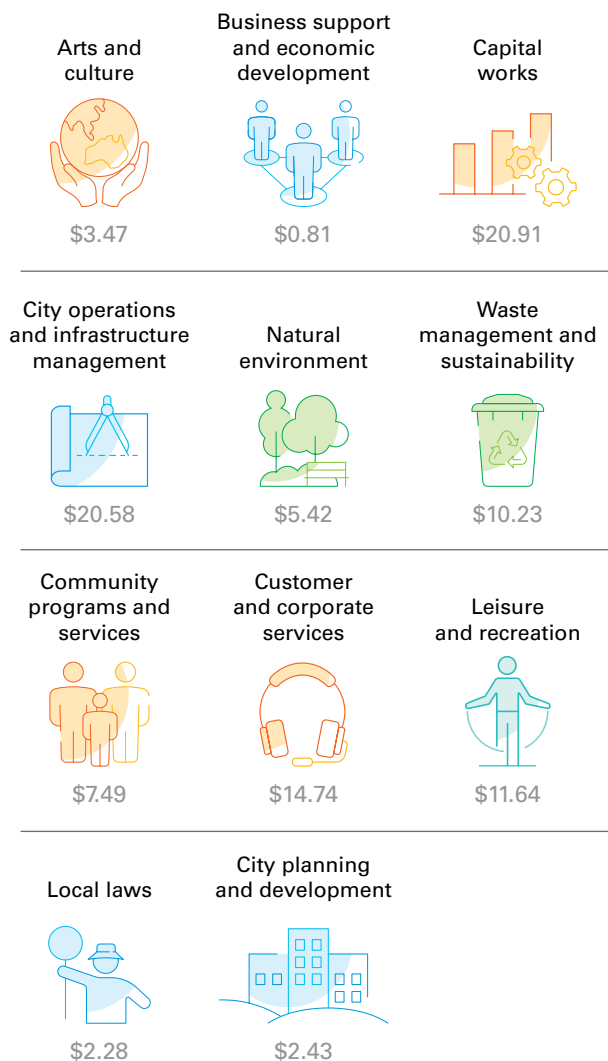 Arts and
culture
$3.47
Business support
and economic
development
$0.81
Capital
works
$20.91
City operations
and infrastructure
management
$20.58
Natural
environment
$5.42
Waste
management and
sustainability
$10.23
Community
programs and
services
$7.49
Customer
and corporate
services
$14.74
Leisure
and recreation
$11.64
Local laws
$2.28
City planning
and development
$2.43